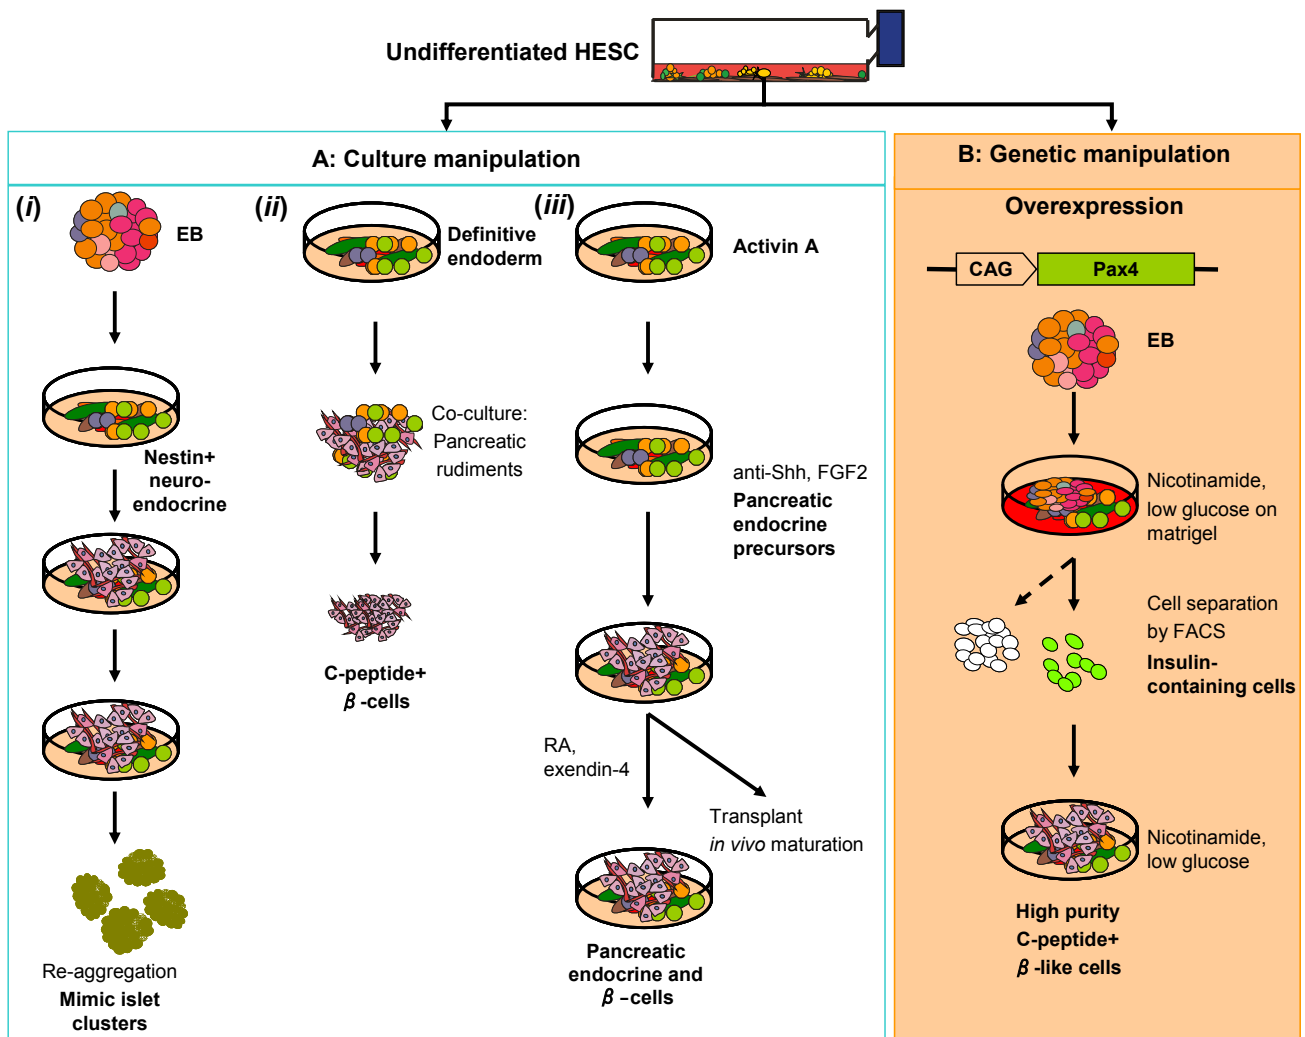 Undifferentiated HESC
A: Culture manipulation
(i)
EB
Nestin+
neuro-
endocrine
Re-aggregation
Mimic islet
clusters
(ii)
Definitive
endoderm
Co-culture:
Pancreatic
rudiments
C-peptide+
β-cells
(iii)
Activin A
anti-Shh, FGF2
Pancreatic
endocrine
precursors
RA,
exendin-4
Transplant
in vivo maturation
Pancreatic
endocrine and
β-cells
B: Genetic manipulation
Overexpression
CAG
Pax4
EB
Nicotinamide,
low glucose on
matrigel
Cell separation
by FACS
Insulin-
containing cells
Nicotinamide,
low glucose
High purity
C-peptide+
β-like cells